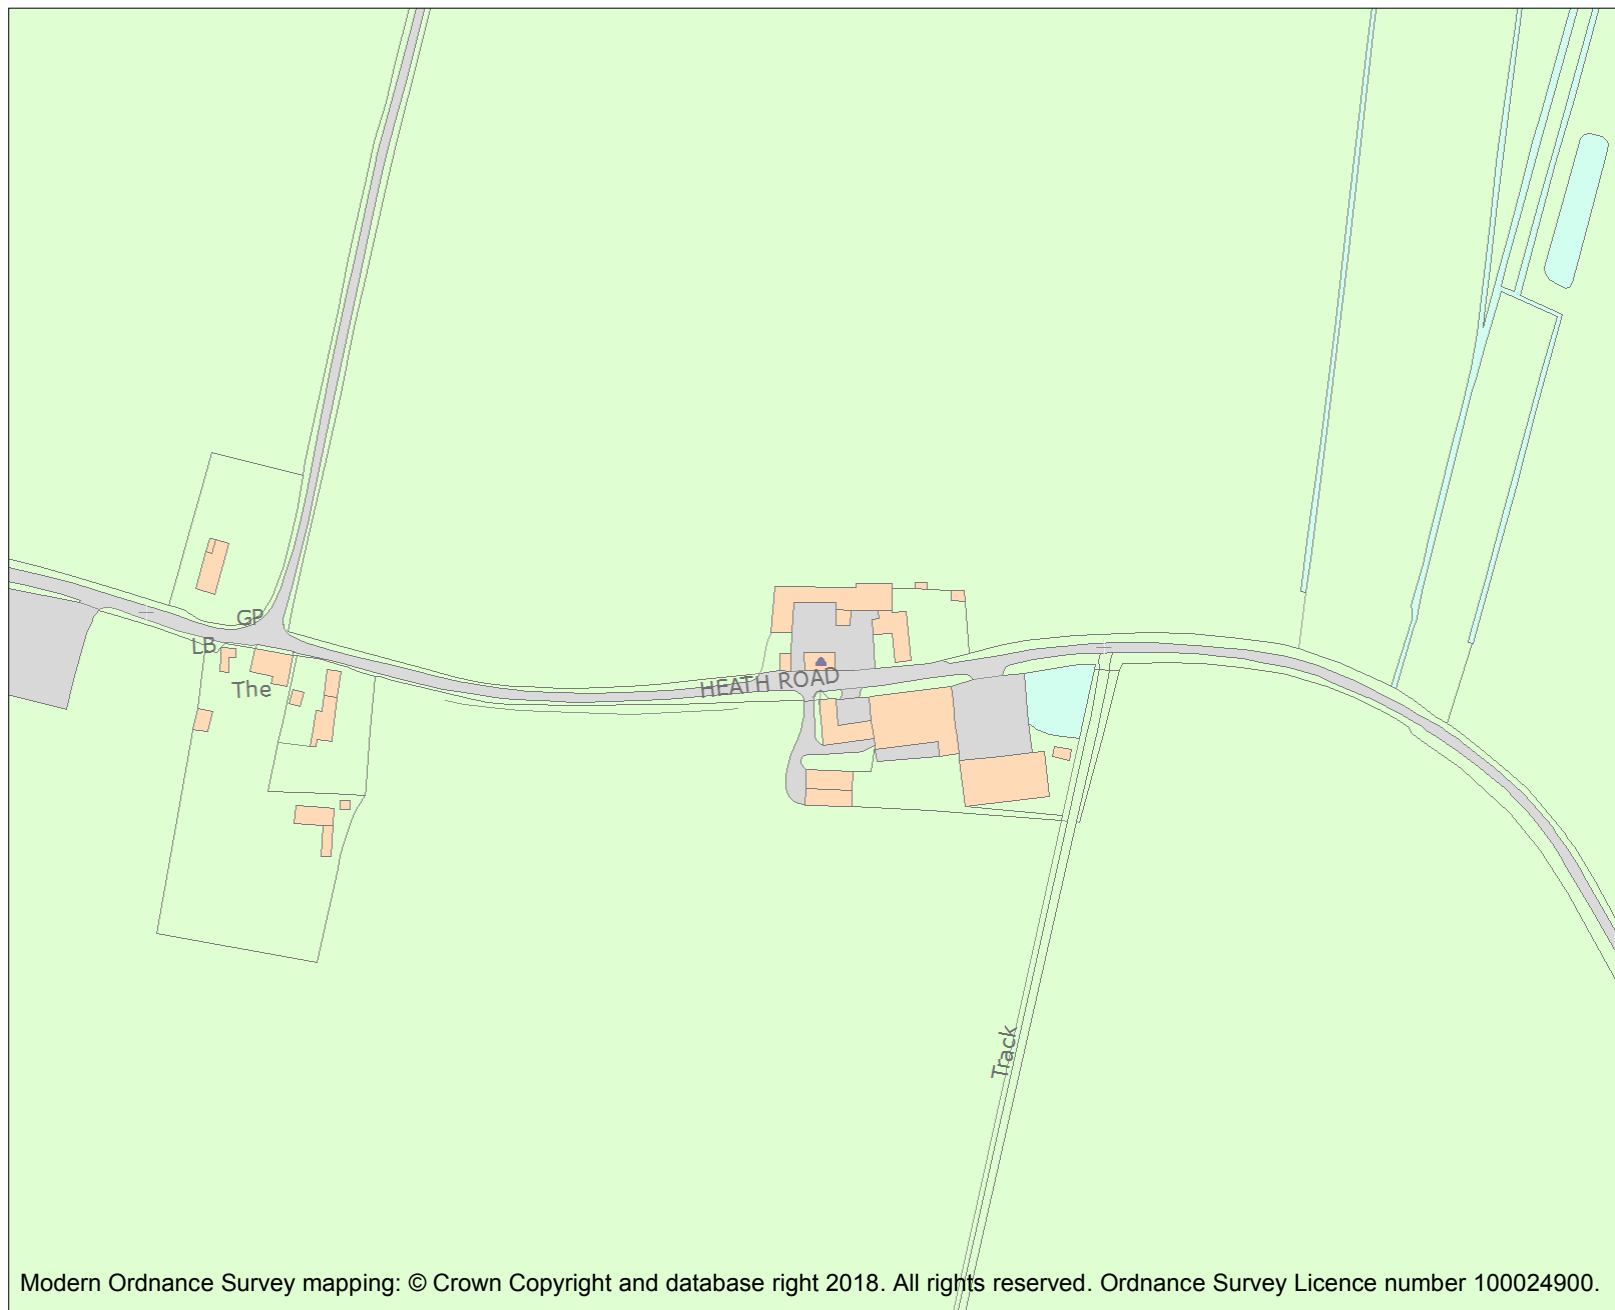 GP
LB
The
HEATH ROAD
Track
Modern Ordnance Survey mapping: © Crown Copyright and database right 2018. All rights reserved. Ordnance Survey Licence number 100024900.